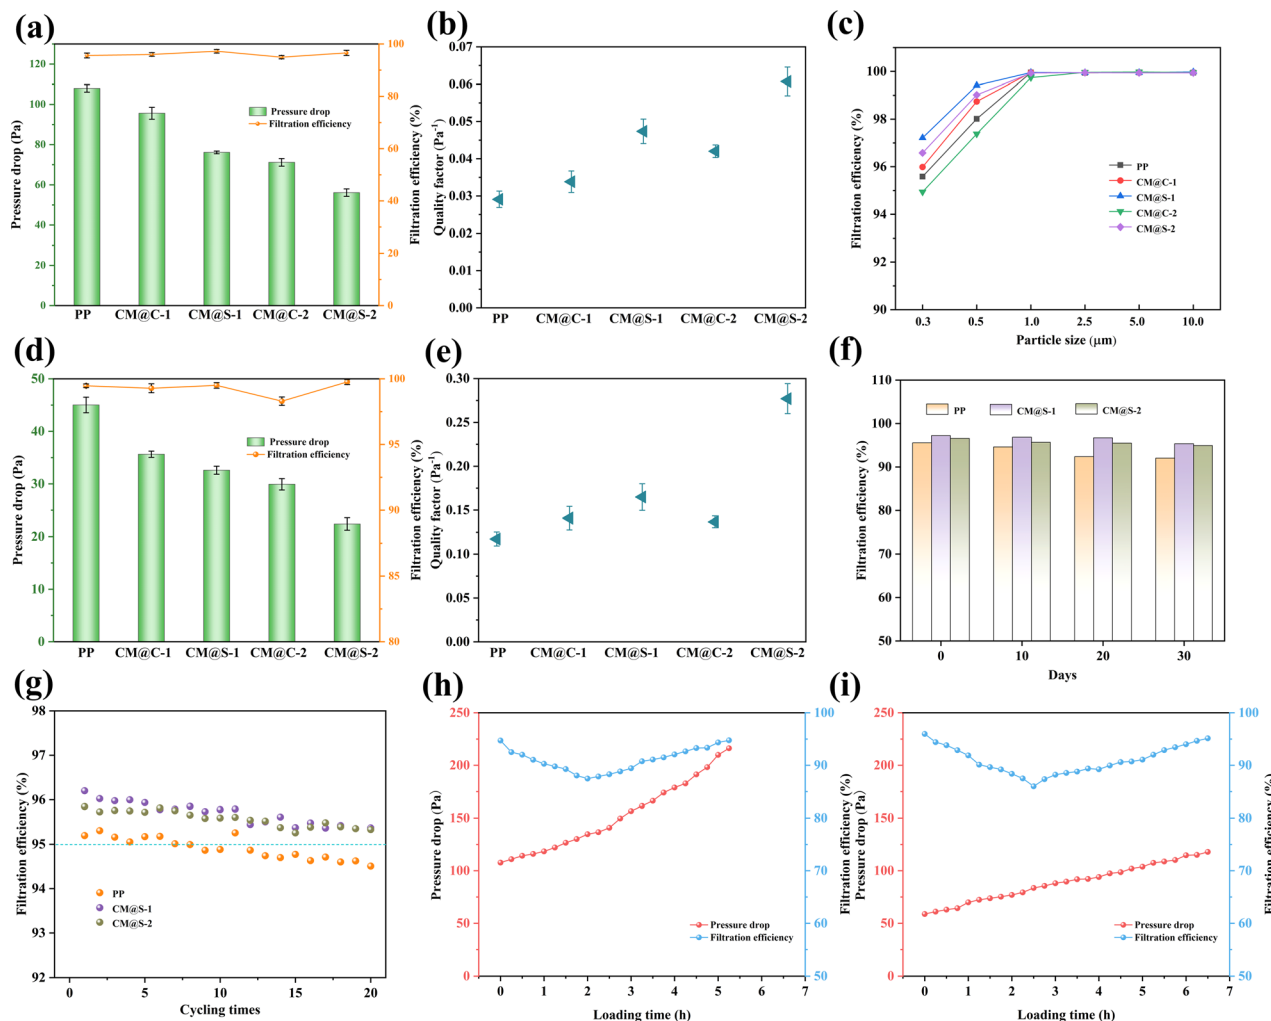 (a)
Pressure drop (Pa)
0
20
40
60
80
100
120
Filtration efficiency (%)
0
20
40
60
80
100
Pressure drop
Filtration efficiency
PP
CM@C-1
CM@S-1
CM@C-2
CM@S-2
(b)
Quality factor (Pa⁻¹)
0.07
0.06
0.05
0.04
0.03
0.02
0.01
0.00
PP
CM@C-1
CM@S-1
CM@C-2
CM@S-2
(c)
Filtration efficiency (%)
100
98
96
94
92
90
PP
CM@C-1
CM@S-1
CM@C-2
CM@S-2
0.3
0.5
1.0
2.5
5.0
10.0
Particle size (μm)
(d)
Pressure drop (Pa)
50
40
30
20
10
0
Filtration efficiency (%)
100
95
90
85
80
Pressure drop
Filtration efficiency
PP
CM@C-1
CM@S-1
CM@C-2
CM@S-2
(e)
Quality factor (Pa⁻¹)
0.30
0.25
0.20
0.15
0.10
0.05
0.00
PP
CM@C-1
CM@S-1
CM@C-2
CM@S-2
(f)
Filtration efficiency (%)
110
100
90
80
70
60
50
PP
CM@S-1
CM@S-2
0
10
20
30
Days
(g)
Filtration efficiency (%)
98
97
96
95
94
93
92
PP
CM@S-1
CM@S-2
0
5
10
15
20
Cycling times
(h)
Pressure drop (Pa)
250
200
150
100
50
0
Filtration efficiency (%)
100
90
80
70
60
50
Pressure drop
Filtration efficiency
0
1
2
3
4
5
6
7
Loading time (h)
(i)
Pressure drop (Pa)
250
200
150
100
50
0
Filtration efficiency (%)
100
90
80
70
60
50
Pressure drop
Filtration efficiency
0
1
2
3
4
5
6
7
Loading time (h)